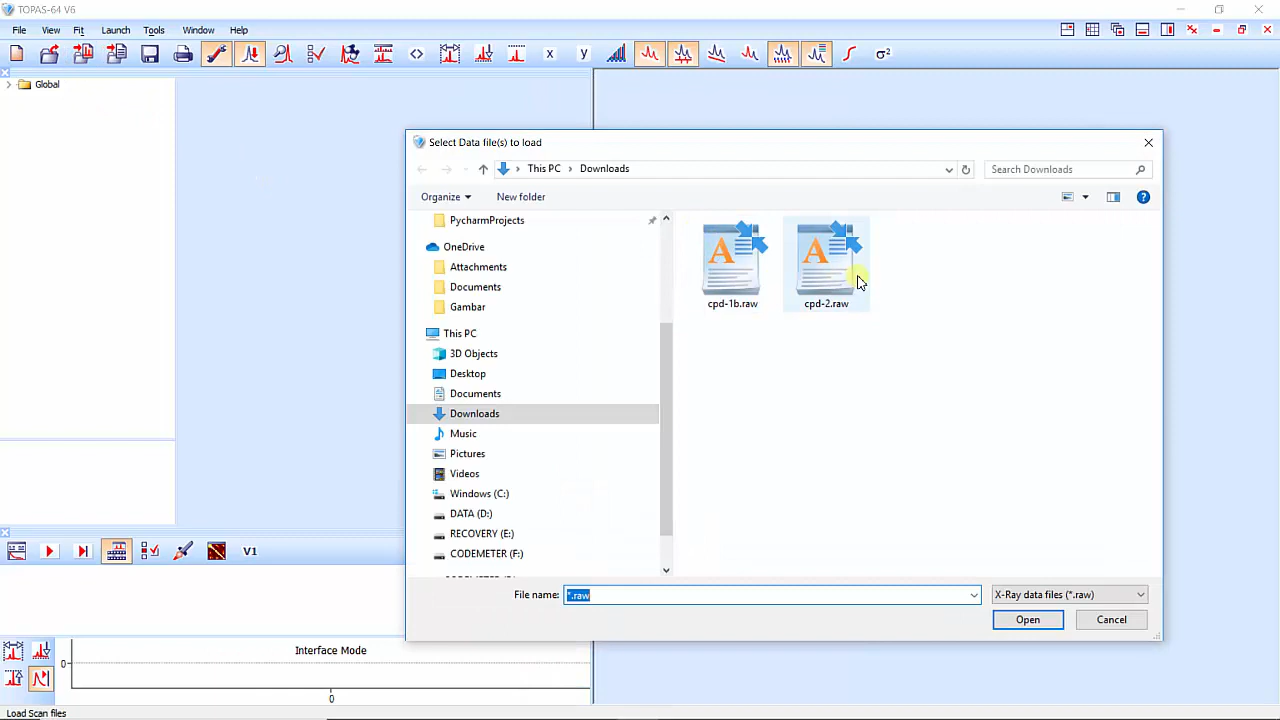 TOPAS-64 V6
File View Fit Launch Tools Window Help
x y σ²
Global
Select Data file(s) to load
This PC › Downloads
Search Downloads
Organize New folder
PycharmProjects
OneDrive
Attachments
Documents
Gambar
This PC
3D Objects
Desktop
Documents
Downloads
Music
Pictures
Videos
Windows (C:)
DATA (D:)
RECOVERY (E:)
CODEMETER (F:)
cpd-1b.raw
cpd-2.raw
File name: *.raw
X-Ray data files (*.raw)
Open Cancel
V1
Interface Mode
0
0
Load Scan files